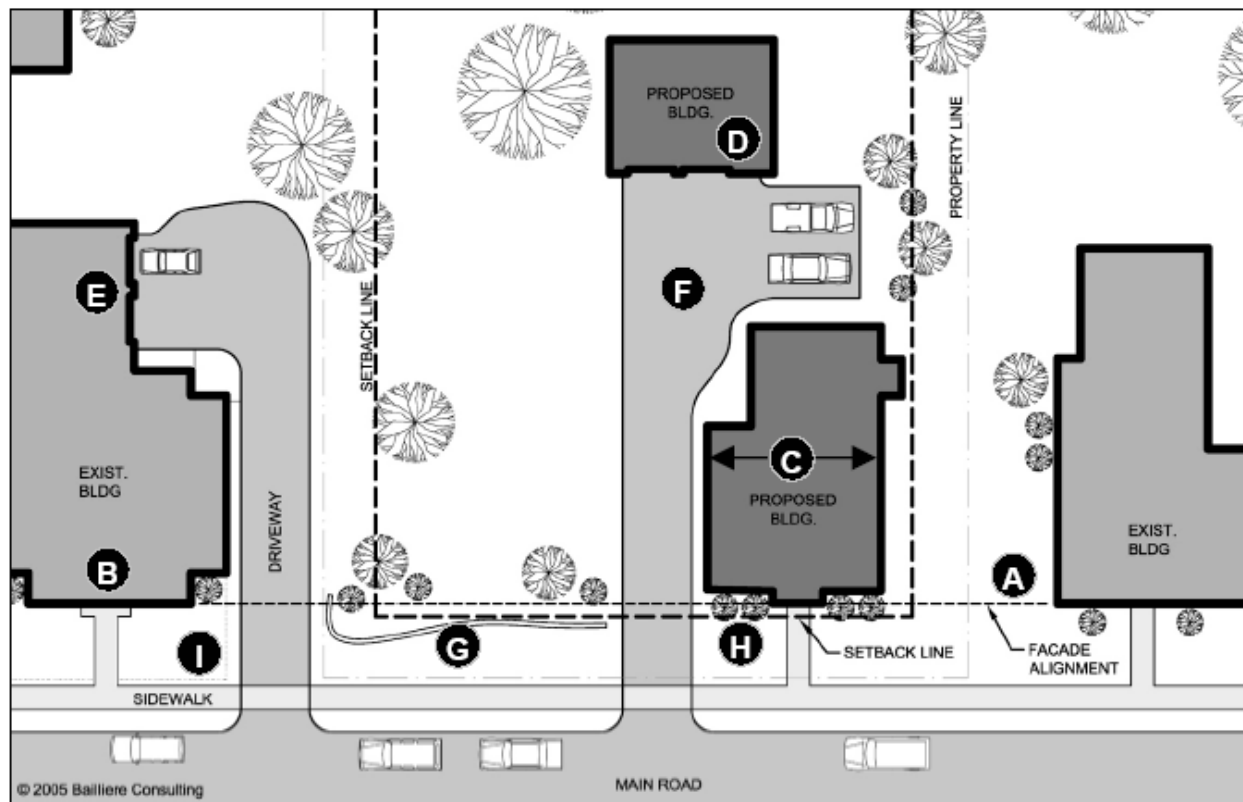 PROPOSED
BLDG.
D
PROPERTY LINE
E
F
SETBACK LINE
EXIST.
BLDG
DRIVEWAY
C
PROPOSED
BLDG.
EXIST.
BLDG
B
A
I
G
H
SETBACK LINE
FACADE
ALIGNMENT
SIDEWALK
MAIN ROAD
© 2005 Bailliere Consulting